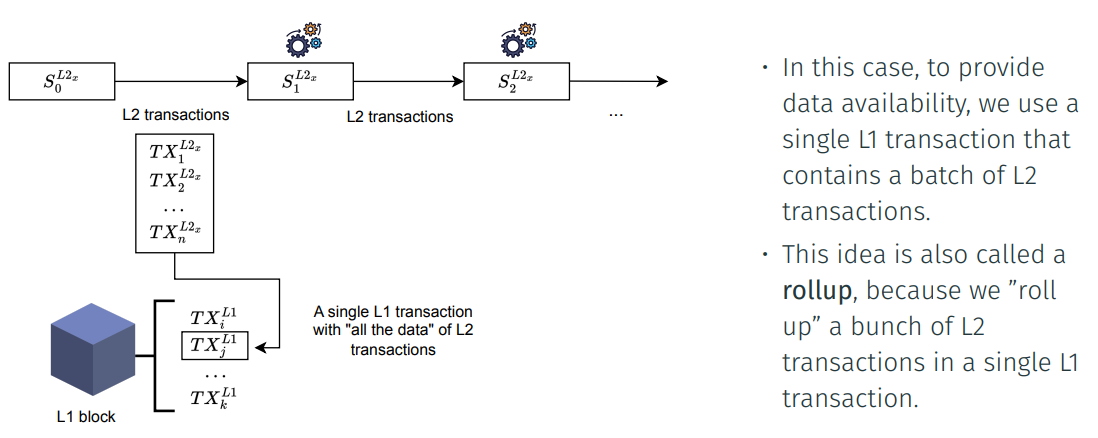 $S_0^{L2_x}$
$S_1^{L2_x}$
$S_2^{L2_x}$
L2 transactions
L2 transactions
...
$TX_1^{L2_x}$
$TX_2^{L2_x}$
...
$TX_n^{L2_x}$
A single L1 transaction
with "all the data" of L2
transactions
$TX_i^{L1}$
$TX_j^{L1}$
...
$TX_k^{L1}$
L1 block
• In this case, to provide
data availability, we use a
single L1 transaction that
contains a batch of L2
transactions.
• This idea is also called a
rollup, because we ”roll
up” a bunch of L2
transactions in a single L1
transaction.